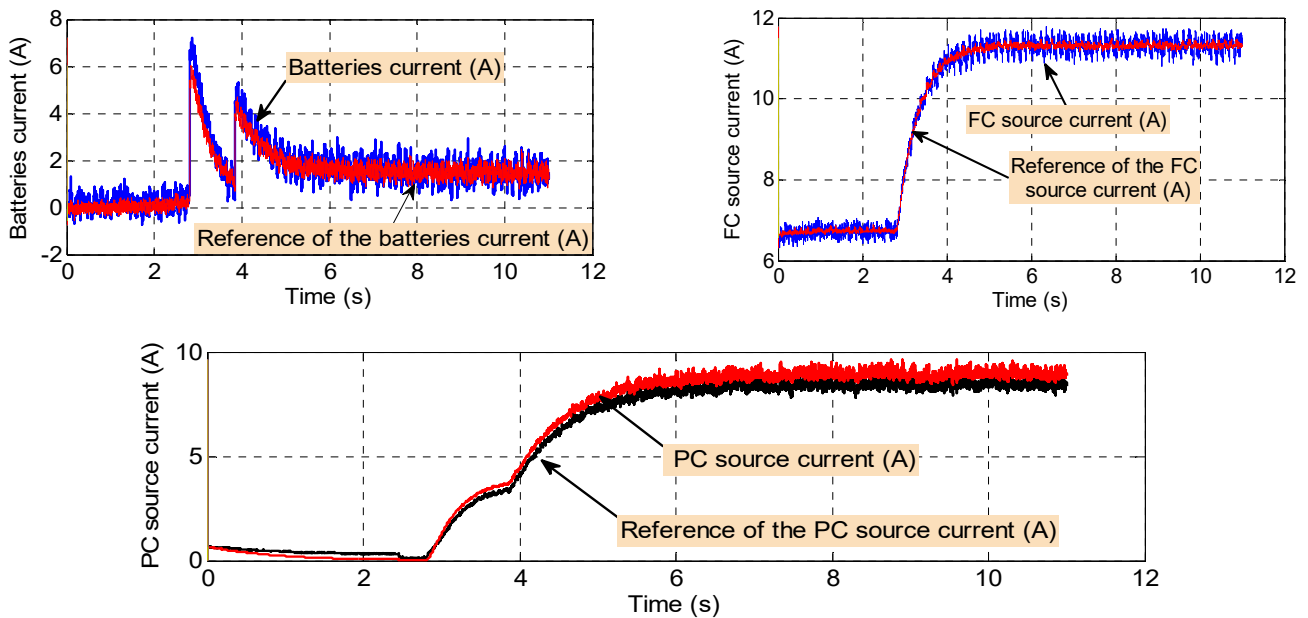 Batteries current (A)
8
6
4
2
0
-2
Batteries current (A)
Reference of the batteries current (A)
0 2 4 6 8 10 12
Time (s)
FC source current (A)
12
11
6
6
FC source current (A)
Reference of the FC
source current (A)
0 2 4 6 8 10 12
Time (s)
PC source current (A)
10
5
0
PC source current (A)
Reference of the PC source current (A)
0 2 4 6 8 10 12
Time (s)